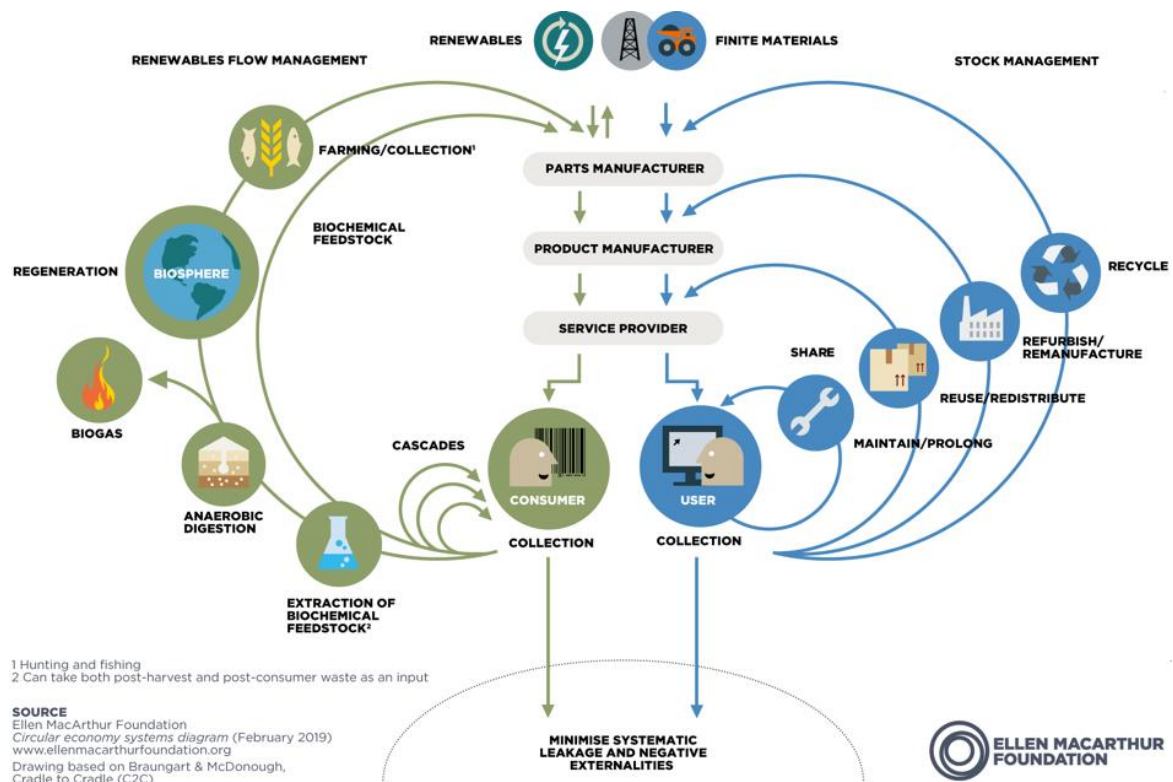 RENEWABLES
FINITE MATERIALS
RENEWABLES FLOW MANAGEMENT
STOCK MANAGEMENT
FARMING/COLLECTION¹
PARTS MANUFACTURER
BIOCHEMICAL
FEEDSTOCK
PRODUCT MANUFACTURER
REGENERATION
BIOSPHERE
RECYCLE
SERVICE PROVIDER
SHARE
REFURBISH/
REMANUFACTURE
REUSE/REDISTRIBUTE
BIOGAS
CASCADES
MAINTAIN/PROLONG
CONSUMER
USER
ANAEROBIC
DIGESTION
COLLECTION
COLLECTION
EXTRACTION OF
BIOCHEMICAL
FEEDSTOCK²
1 Hunting and fishing
2 Can take both post-harvest and post-consumer waste as an input
SOURCE
Ellen MacArthur Foundation
Circular economy systems diagram (February 2019)
www.ellenmacarthurfoundation.org
Drawing based on Braungart & McDonough,
Cradle to Cradle (C2C)
MINIMISE SYSTEMATIC
LEAKAGE AND NEGATIVE
EXTERNALITIES
ELLEN MACARTHUR
FOUNDATION